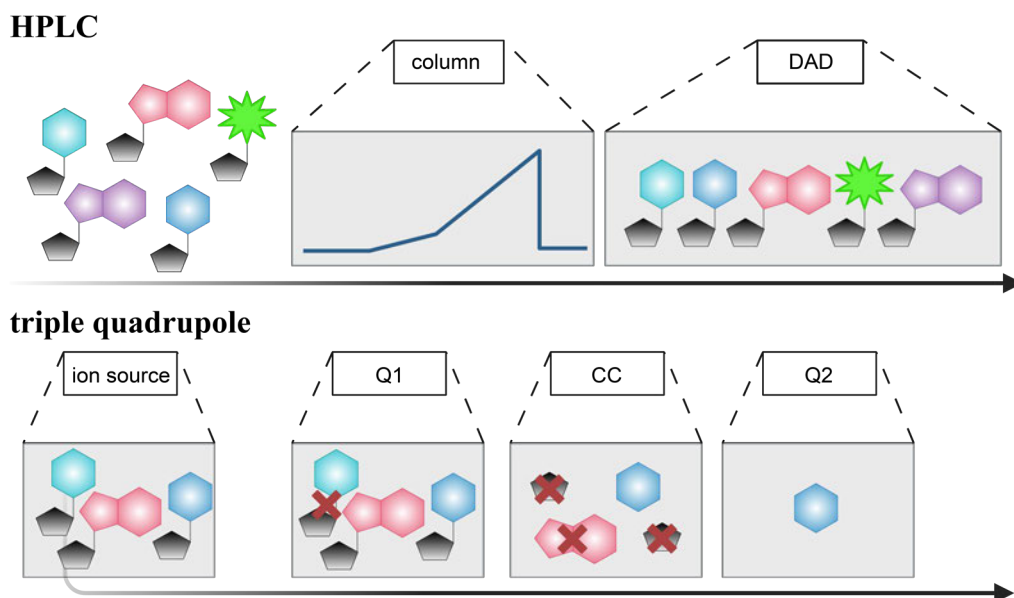 HPLC
column
DAD
triple quadrupole
ion source
Q1
CC
Q2